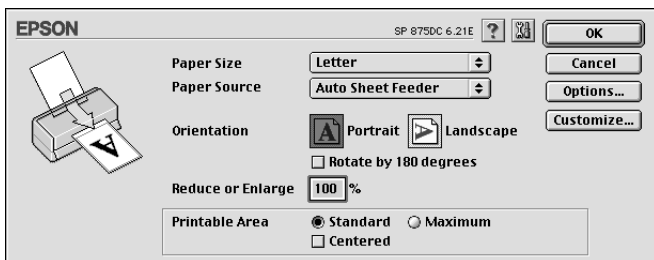 EPSON SP 875DC 6.21E ? OK
Paper Size Letter Cancel
Paper Source Auto Sheet Feeder Options...
Orientation A Portrait A Landscape Customize...
Rotate by 180 degrees
Reduce or Enlarge 100 %
Printable Area Standard Maximum
Centered
A